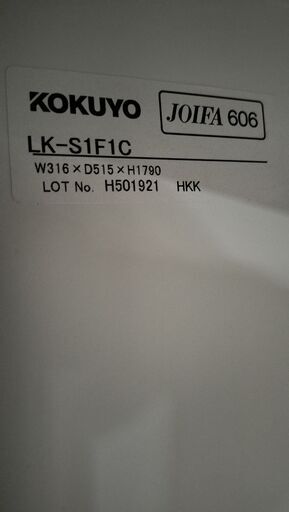 KOKUYO JOIFA 606
LK-S1F1C
W316×D515×H1790
LOT No. H501921 HKK